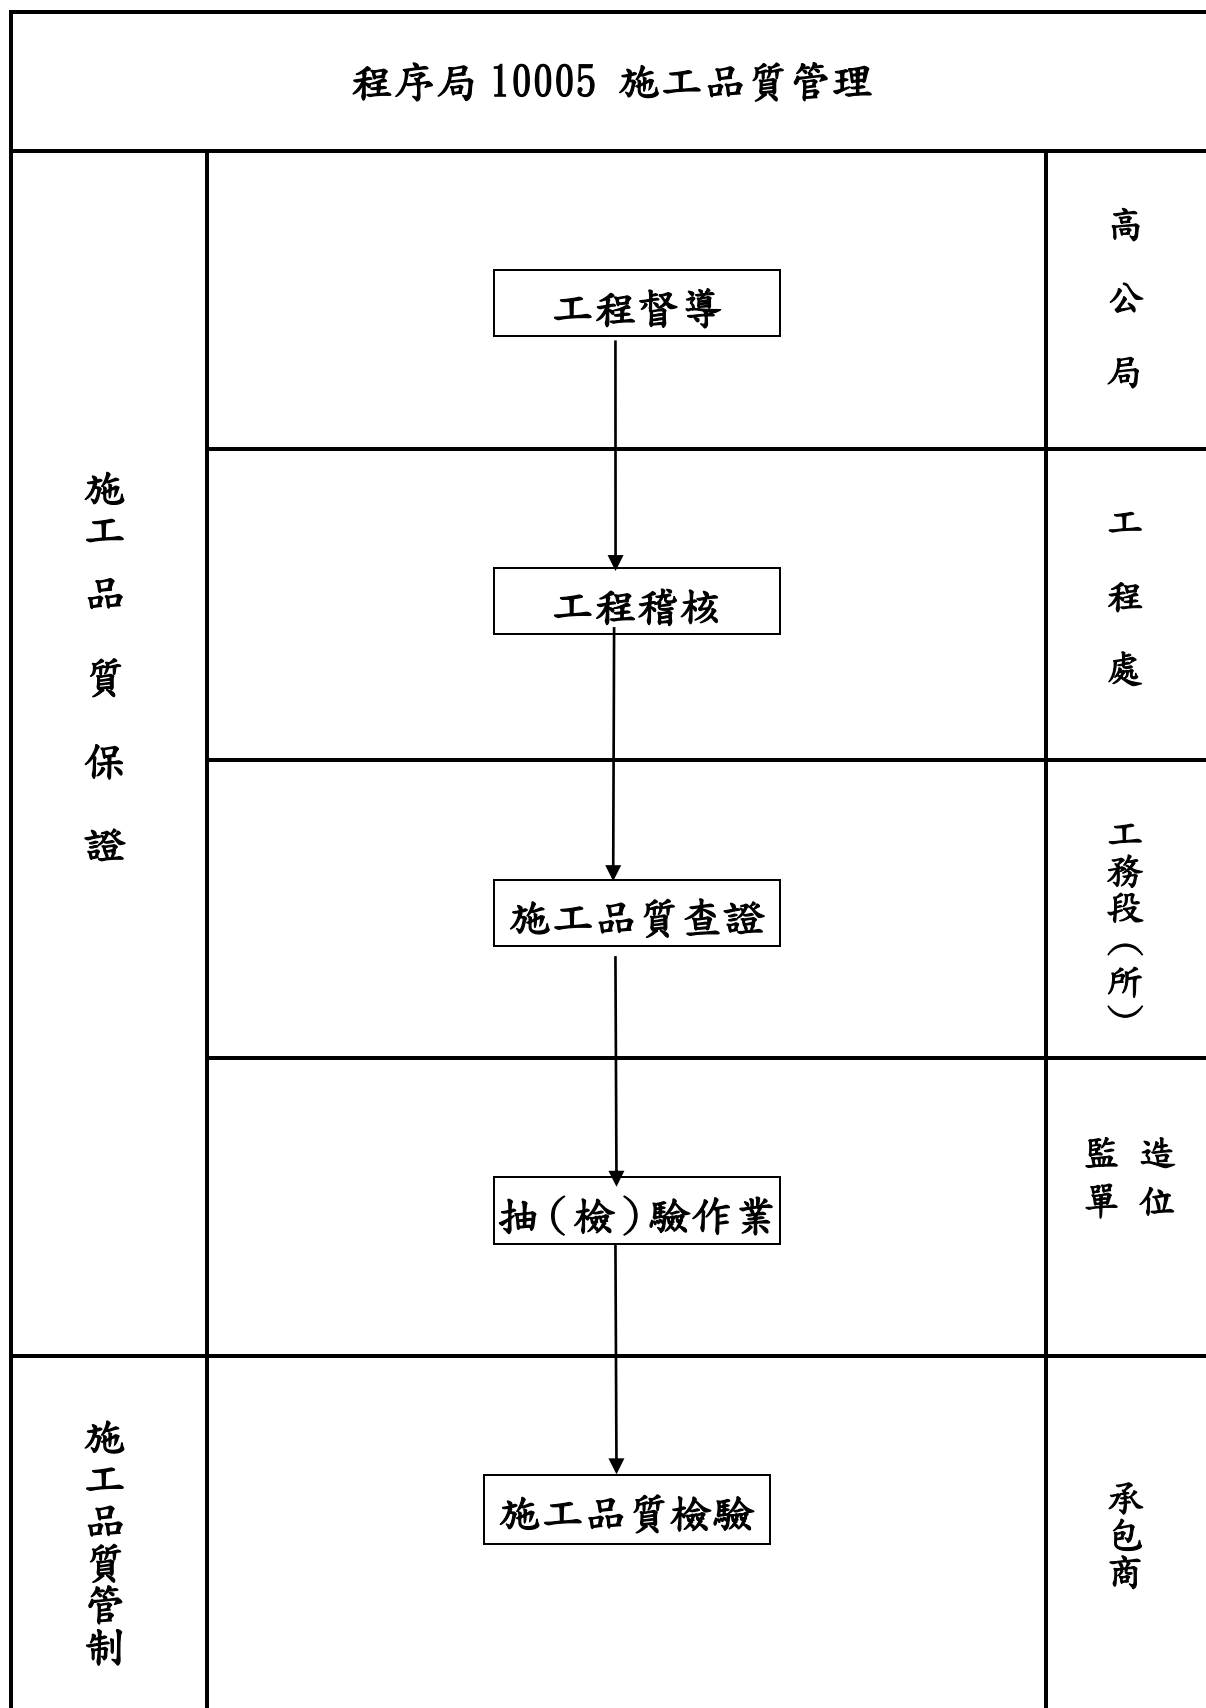 程序局 10005 施工品質管理
施工品質保證
工程督導
高公局
工程稽核
工程處
施工品質查證
工務段（所）
抽（檢）驗作業
監造
單位
施工品質管制
施工品質檢驗
承包商